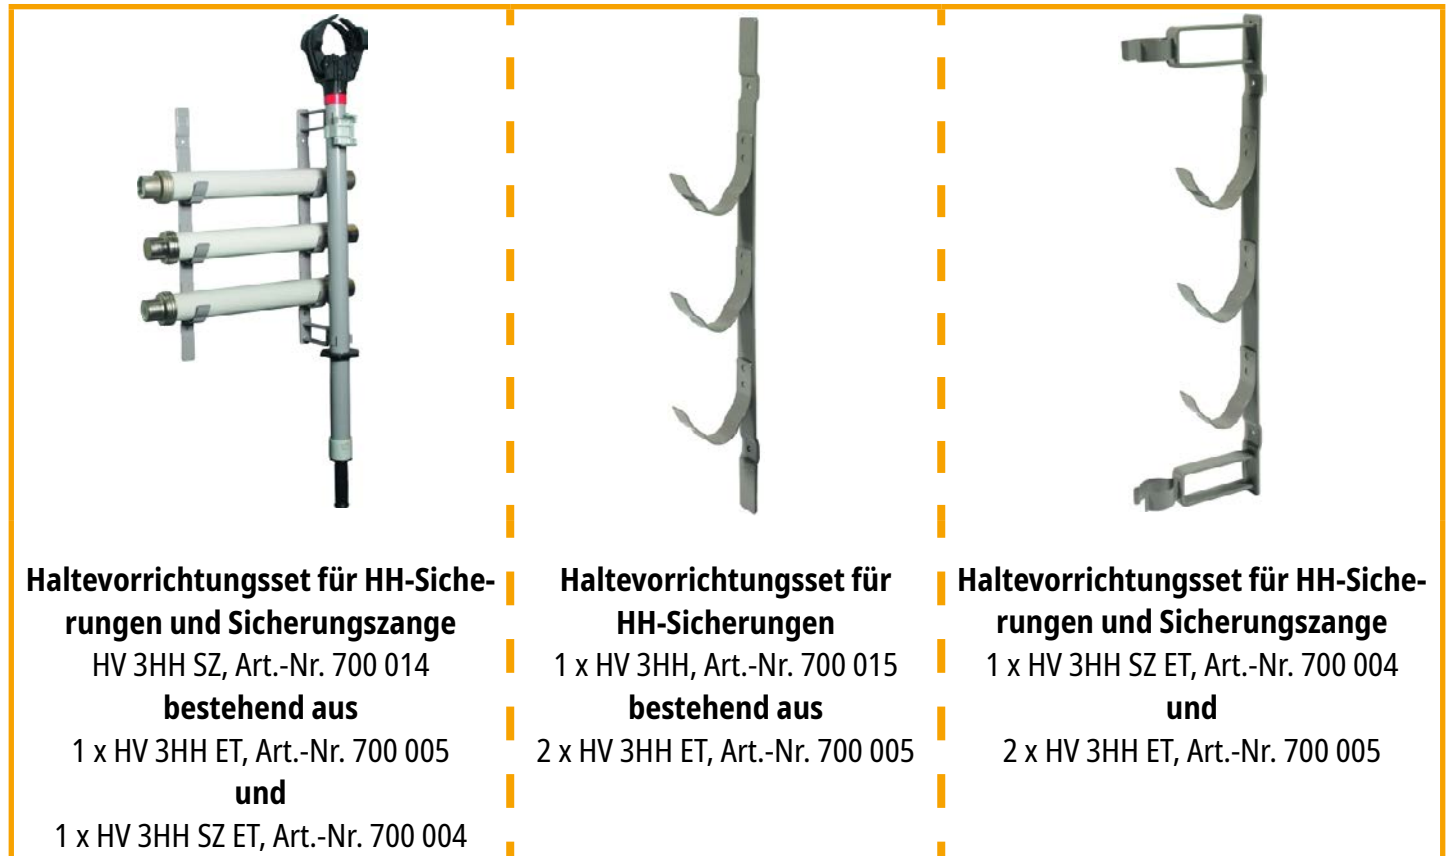 Haltevorrichtungsset für HH-Siche-
rungen und Sicherungszange
HV 3HH SZ, Art.-Nr. 700 014
bestehend aus
1 x HV 3HH ET, Art.-Nr. 700 005
und
1 x HV 3HH SZ ET, Art.-Nr. 700 004
Haltevorrichtungsset für
HH-Sicherungen
1 x HV 3HH, Art.-Nr. 700 015
bestehend aus
2 x HV 3HH ET, Art.-Nr. 700 005
Haltevorrichtungsset für HH-Siche-
rungen und Sicherungszange
1 x HV 3HH SZ ET, Art.-Nr. 700 004
und
2 x HV 3HH ET, Art.-Nr. 700 005